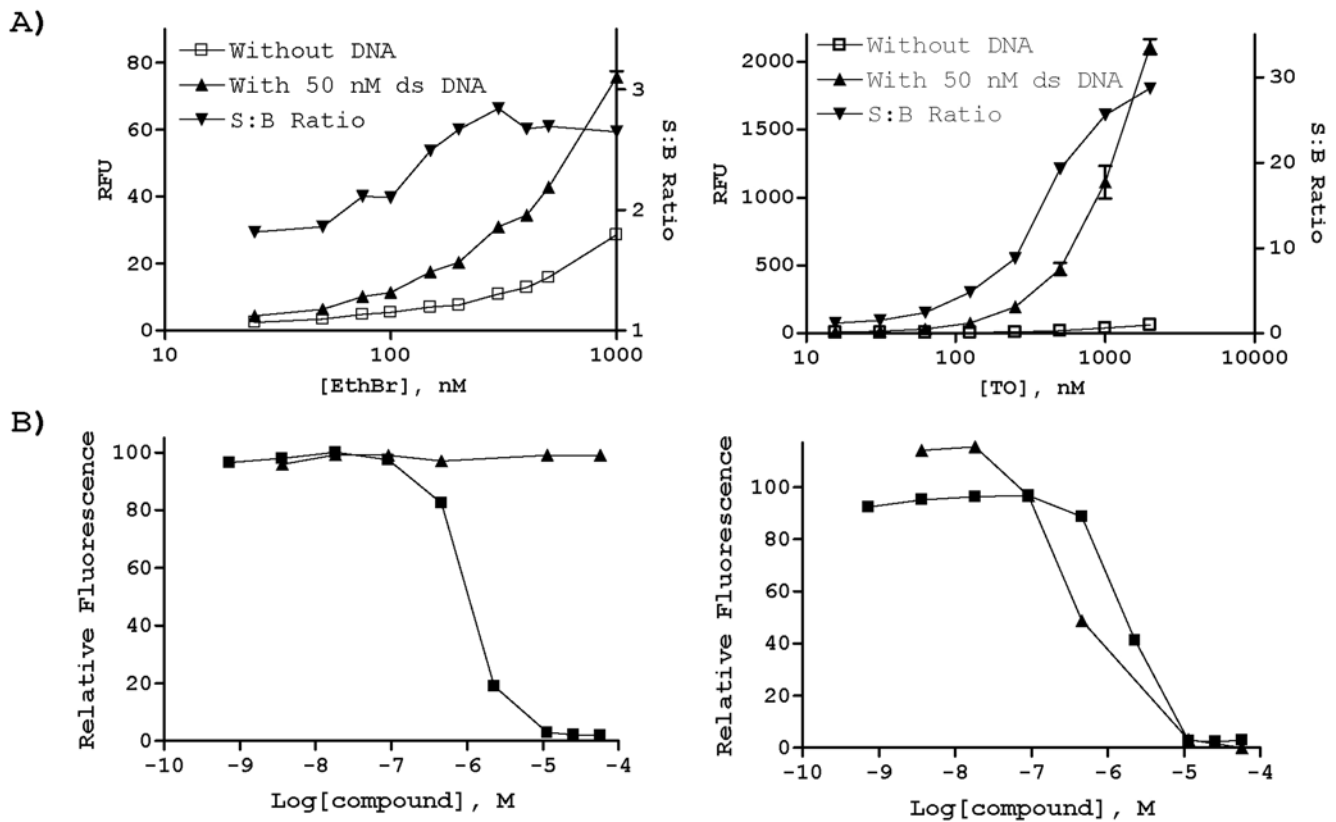 A)
Without DNA
With 50 nM ds DNA
S:B Ratio
80
60
40
20
0
RFU
3
2
1
S:B Ratio
10
100
1000
[EthBr], nM
Without DNA
With 50 nM ds DNA
S:B Ratio
2000
1500
1000
500
0
RFU
30
20
10
0
S:B Ratio
10
100
1000
10000
[TO], nM
B)
100
80
60
40
20
0
Relative Fluorescence
-10
-9
-8
-7
-6
-5
-4
Log[compound], M
100
80
60
40
20
0
Relative Fluorescence
-10
-9
-8
-7
-6
-5
-4
Log[compound], M